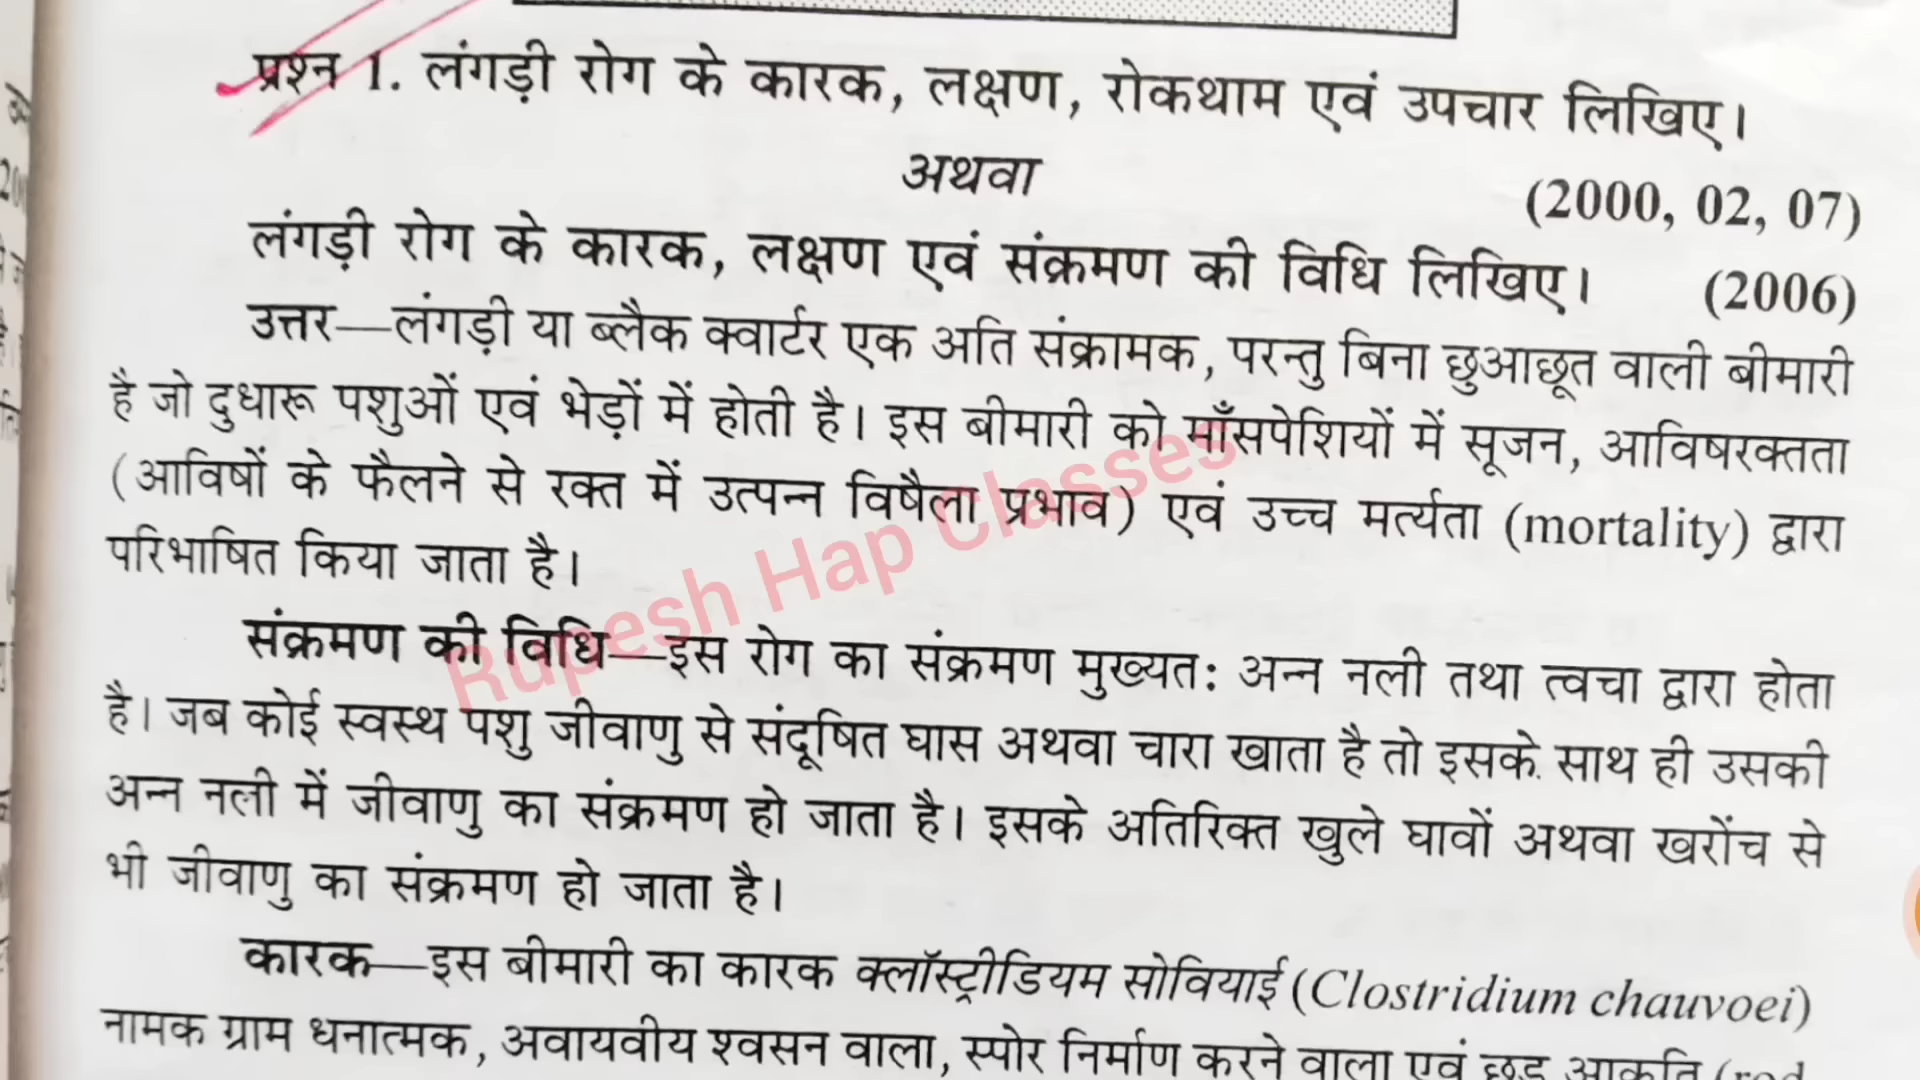 प्रश्न 1. लंगड़ी रोग के कारक, लक्षण, रोकथाम एवं उपचार लिखिए।
अथवा (2000, 02, 07)
लंगड़ी रोग के कारक, लक्षण एवं संक्रमण की विधि लिखिए। (2006)
उत्तर—लंगड़ी या ब्लैक क्वार्टर एक अति संक्रामक, परन्तु बिना छुआछूत वाली बीमारी
है जो दुधारू पशुओं एवं भेड़ों में होती है। इस बीमारी को माँसपेशियों में सूजन, आविषरक्तता
(आविषों के फैलने से रक्त में उत्पन्न विषैला प्रभाव) एवं उच्च मर्त्यता (mortality) द्वारा
परिभाषित किया जाता है।
संक्रमण की विधि—इस रोग का संक्रमण मुख्यतः अन्न नली तथा त्वचा द्वारा होता
है। जब कोई स्वस्थ पशु जीवाणु से संदूषित घास अथवा चारा खाता है तो इसके साथ ही उसकी
अन्न नली में जीवाणु का संक्रमण हो जाता है। इसके अतिरिक्त खुले घावों अथवा खरोंच से
भी जीवाणु का संक्रमण हो जाता है।
कारक—इस बीमारी का कारक क्लॉस्ट्रीडियम सोवियाई (Clostridium chauvoei)
नामक ग्राम धनात्मक, अवायवीय श्वसन वाला, स्पोर निर्माण करने वाला एवं छड़ आकृति (rod
Rupesh Hap Classes